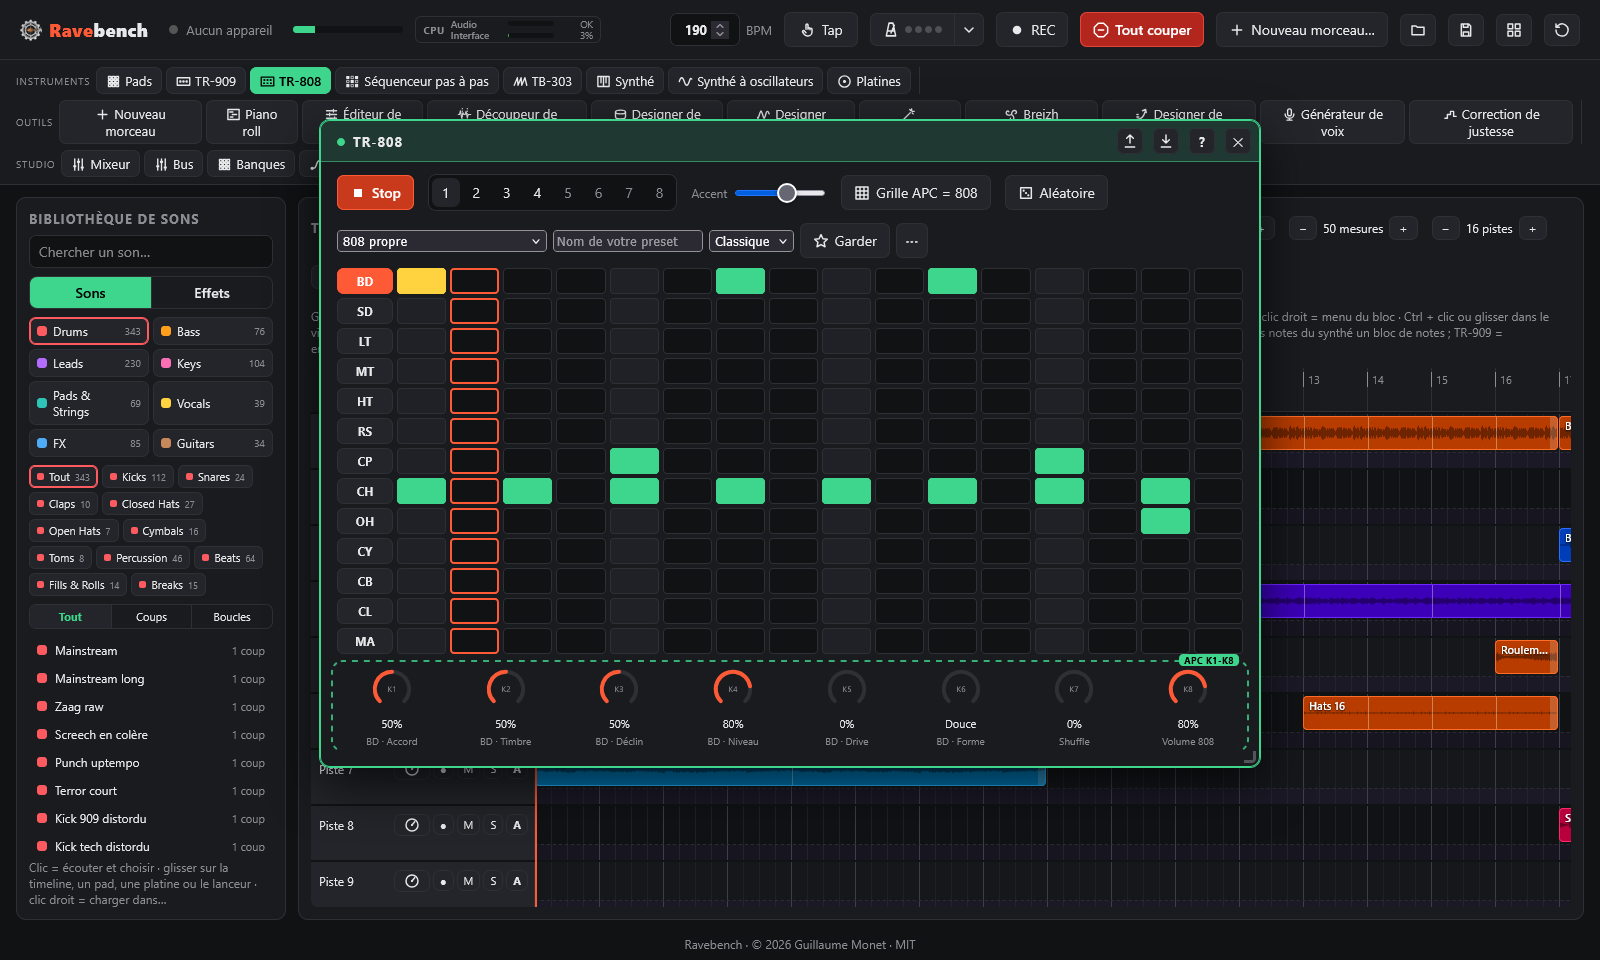 Ravebench
Aucun appareil
CPU
Audio
Interface
OK
3%
190
BPM
Tap
REC
Tout couper
Nouveau morceau...
INSTRUMENTS
Pads
TR-909
TR-808
Séquenceur pas à pas
TB-303
Synthé
Synthé à oscillateurs
Platines
OUTILS
Nouveau morceau
Piano roll
Éditeur de
Découpeur de
Designer de
Designer
Breizh
Designer de
Générateur de voix
Correction de justesse
STUDIO
Mixeur
Bus
Banques
TR-808
?
Stop
1 2 3 4 5 6 7 8
Accent
Grille APC = 808
Aléatoire
808 propre
Nom de votre preset
Classique
Garder
BD
SD
LT
MT
HT
RS
CP
CH
OH
CY
CB
CL
MA
APC K1-K8
K1 K2 K3 K4 K5 K6 K7 K8
50% 50% 50% 80% 0% Douce 0% 80%
BD · Accord BD · Timbre BD · Déclin BD · Niveau BD · Drive BD · Forme Shuffle Volume 808
BIBLIOTHÈQUE DE SONS
Chercher un son...
Sons
Effets
Drums 343
Bass 76
Leads 230
Keys 104
Pads & Strings 69
Vocals 39
FX 85
Guitars 34
Tout 343
Kicks 112
Snares 24
Claps 10
Closed Hats 27
Open Hats 7
Cymbals 16
Toms 8
Percussion 46
Beats 64
Fills & Rolls 14
Breaks 15
Tout
Coups
Boucles
Mainstream 1 coup
Mainstream long 1 coup
Zaag raw 1 coup
Screech en colère 1 coup
Punch uptempo 1 coup
Terror court 1 coup
Kick 909 distordu 1 coup
Kick tech distordu 1 coup
Clic = écouter et choisir · glisser sur la
timeline, un pad, une platine ou le lanceur ·
clic droit = charger dans...
− 50 mesures +
− 16 pistes +
clic droit = menu du bloc · Ctrl + clic ou glisser dans le
notes du synthé un bloc de notes ; TR-909 =
13 14 15 16
Roulem...
Hats 16
Piste 7 M S A
Piste 8 M S A
Piste 9 M S A
Ravebench · © 2026 Guillaume Monet · MIT